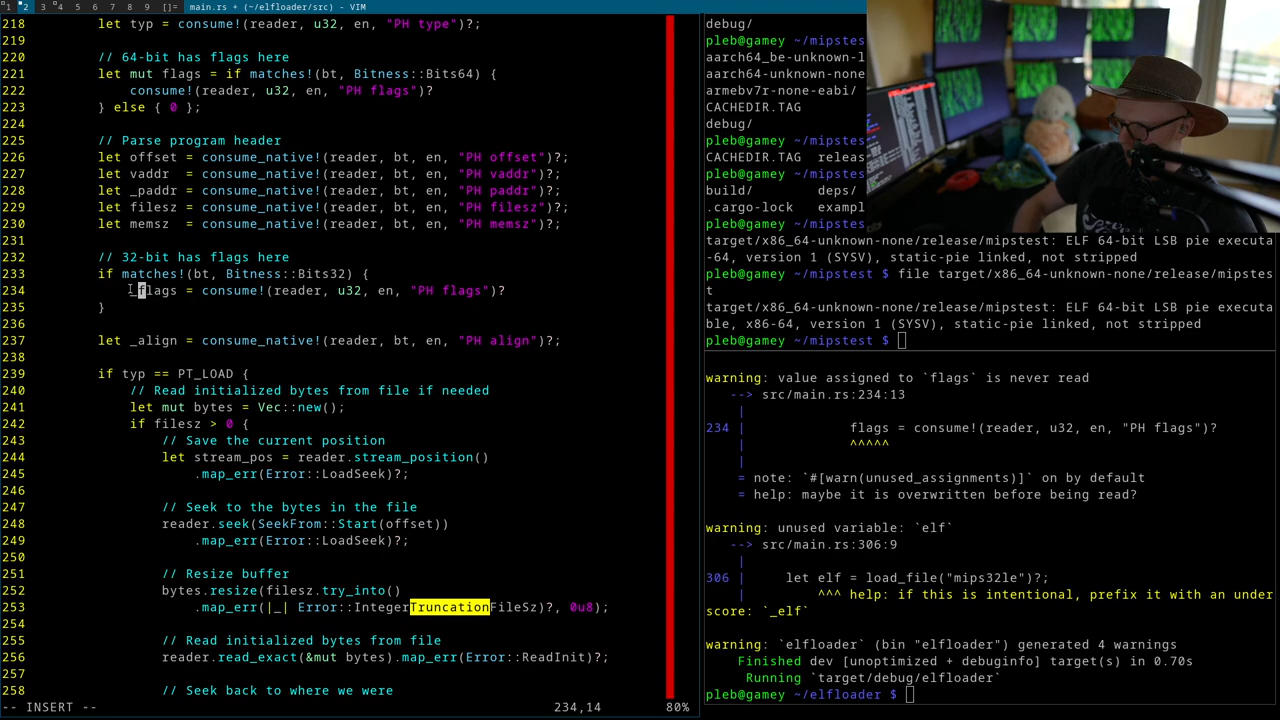 1 2 3 4 5 6 7 8 9 []= main.rs + (~/elfloader/src) - VIM
218 let typ = consume!(reader, u32, en, "PH type")?;
219
220 // 64-bit has flags here
221 let mut flags = if matches!(bt, Bitness::Bits64) {
222 consume!(reader, u32, en, "PH flags")?
223 } else { 0 };
224
225 // Parse program header
226 let offset = consume_native!(reader, bt, en, "PH offset")?;
227 let vaddr = consume_native!(reader, bt, en, "PH vaddr")?;
228 let _paddr = consume_native!(reader, bt, en, "PH paddr")?;
229 let filesz = consume_native!(reader, bt, en, "PH filesz")?;
230 let memsz = consume_native!(reader, bt, en, "PH memsz")?;
231
232 // 32-bit has flags here
233 if matches!(bt, Bitness::Bits32) {
234 _flags = consume!(reader, u32, en, "PH flags")?
235 }
236
237 let _align = consume_native!(reader, bt, en, "PH align")?;
238
239 if typ == PT_LOAD {
240 // Read initialized bytes from file if needed
241 let mut bytes = Vec::new();
242 if filesz > 0 {
243 // Save the current position
244 let stream_pos = reader.stream_position()
245 .map_err(Error::LoadSeek)?;
246
247 // Seek to the bytes in the file
248 reader.seek(SeekFrom::Start(offset))
249 .map_err(Error::LoadSeek)?;
250
251 // Resize buffer
252 bytes.resize(filesz.try_into()
253 .map_err(|_| Error::IntegerTruncationFileSz)?, 0u8);
254
255 // Read initialized bytes from file
256 reader.read_exact(&mut bytes).map_err(Error::ReadInit)?;
257
258 // Seek back to where we were
-- INSERT -- 234,14 80%
debug/
pleb@gamey ~/mipstes
aarch64_be-unknown-l
aarch64-unknown-none
armebv7r-none-eabi/
CACHEDIR.TAG
debug/
pleb@gamey ~/mipstes
CACHEDIR.TAG releas
pleb@gamey ~/mipstes
build/ deps/
.cargo-lock exampl
pleb@gamey ~/mipstes
target/x86_64-unknown-none/release/mipstest: ELF 64-bit LSB pie executa
-64, version 1 (SYSV), static-pie linked, not stripped
pleb@gamey ~/mipstest $ file target/x86_64-unknown-none/release/mipstes
t
target/x86_64-unknown-none/release/mipstest: ELF 64-bit LSB pie executa
ble, x86-64, version 1 (SYSV), static-pie linked, not stripped
pleb@gamey ~/mipstest $
warning: value assigned to `flags` is never read
--> src/main.rs:234:13
|
234 | flags = consume!(reader, u32, en, "PH flags")?
| ^^^^^
|
= note: `#[warn(unused_assignments)]` on by default
= help: maybe it is overwritten before being read?
warning: unused variable: `elf`
--> src/main.rs:306:9
|
306 | let elf = load_file("mips32le")?;
| ^^^ help: if this is intentional, prefix it with an under
score: `_elf`
warning: `elfloader` (bin "elfloader") generated 4 warnings
Finished dev [unoptimized + debuginfo] target(s) in 0.70s
Running `target/debug/elfloader`
pleb@gamey ~/elfloader $